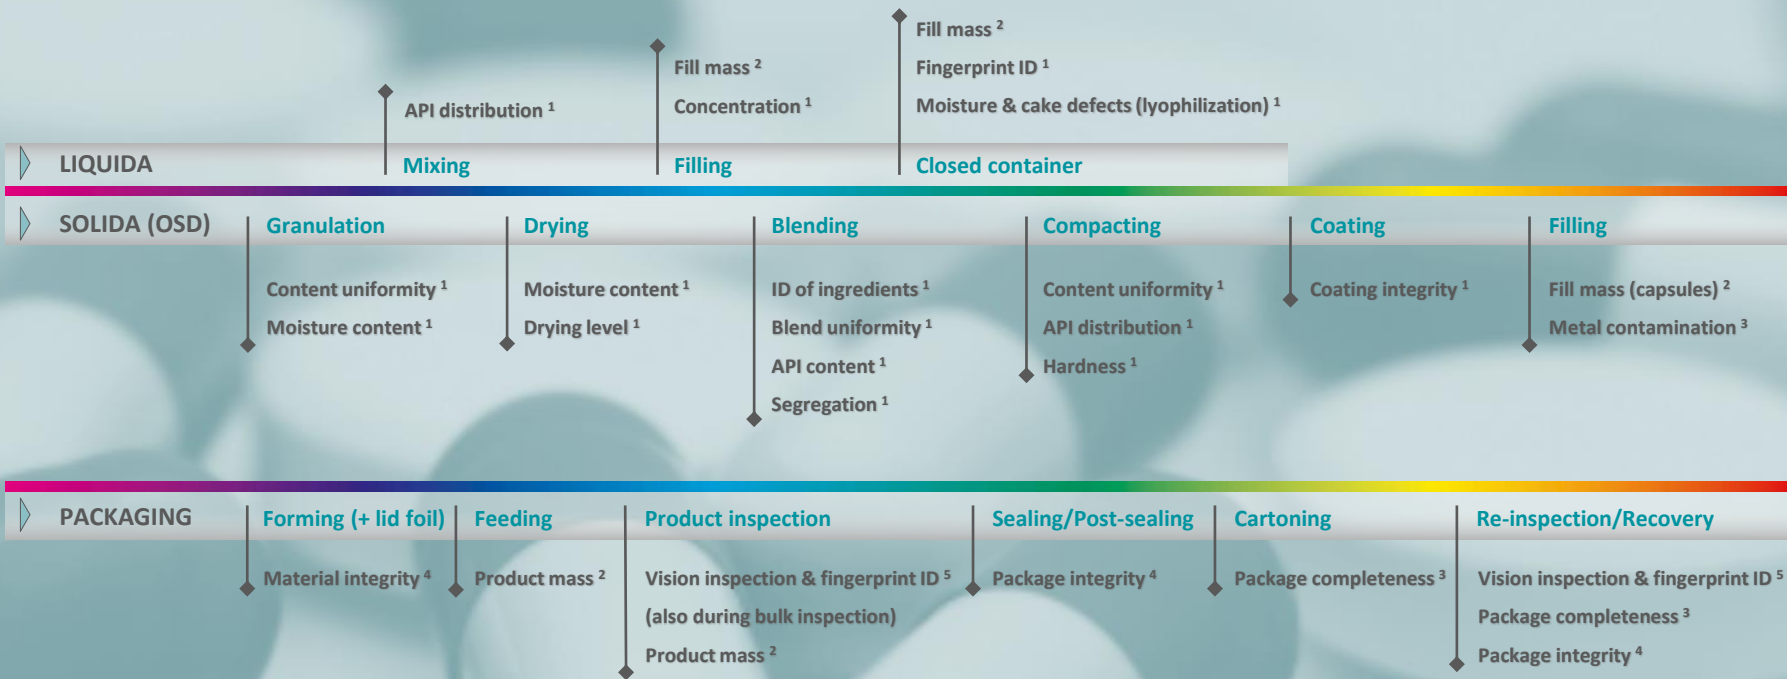 Fill mass ²
Fingerprint ID ¹
Moisture & cake defects (lyophilization) ¹
Fill mass ²
Concentration ¹
API distribution ¹
LIQUIDA
Mixing
Filling
Closed container
SOLIDA (OSD)
Granulation
Drying
Blending
Compacting
Coating
Filling
Content uniformity ¹
Moisture content ¹
Moisture content ¹
Drying level ¹
ID of ingredients ¹
Blend uniformity ¹
API content ¹
Segregation ¹
Content uniformity ¹
API distribution ¹
Hardness ¹
Coating integrity ¹
Fill mass (capsules) ²
Metal contamination ³
PACKAGING
Forming (+ lid foil)
Feeding
Product inspection
Sealing/Post-sealing
Cartoning
Re-inspection/Recovery
Material integrity ⁴
Product mass ²
Vision inspection & fingerprint ID ⁵
(also during bulk inspection)
Product mass ²
Package integrity ⁴
Package completeness ³
Vision inspection & fingerprint ID ⁵
Package completeness ³
Package integrity ⁴